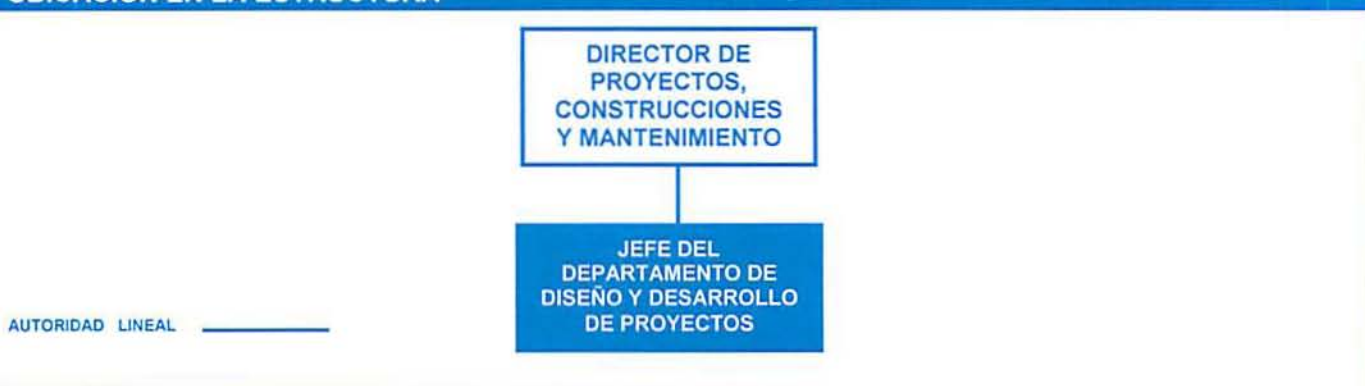 DIRECTOR DE
PROYECTOS,
CONSTRUCCIONES
Y MANTENIMIENTO
JEFE DEL
DEPARTAMENTO DE
DISEÑO Y DESARROLLO
DE PROYECTOS
AUTORIDAD LINEAL